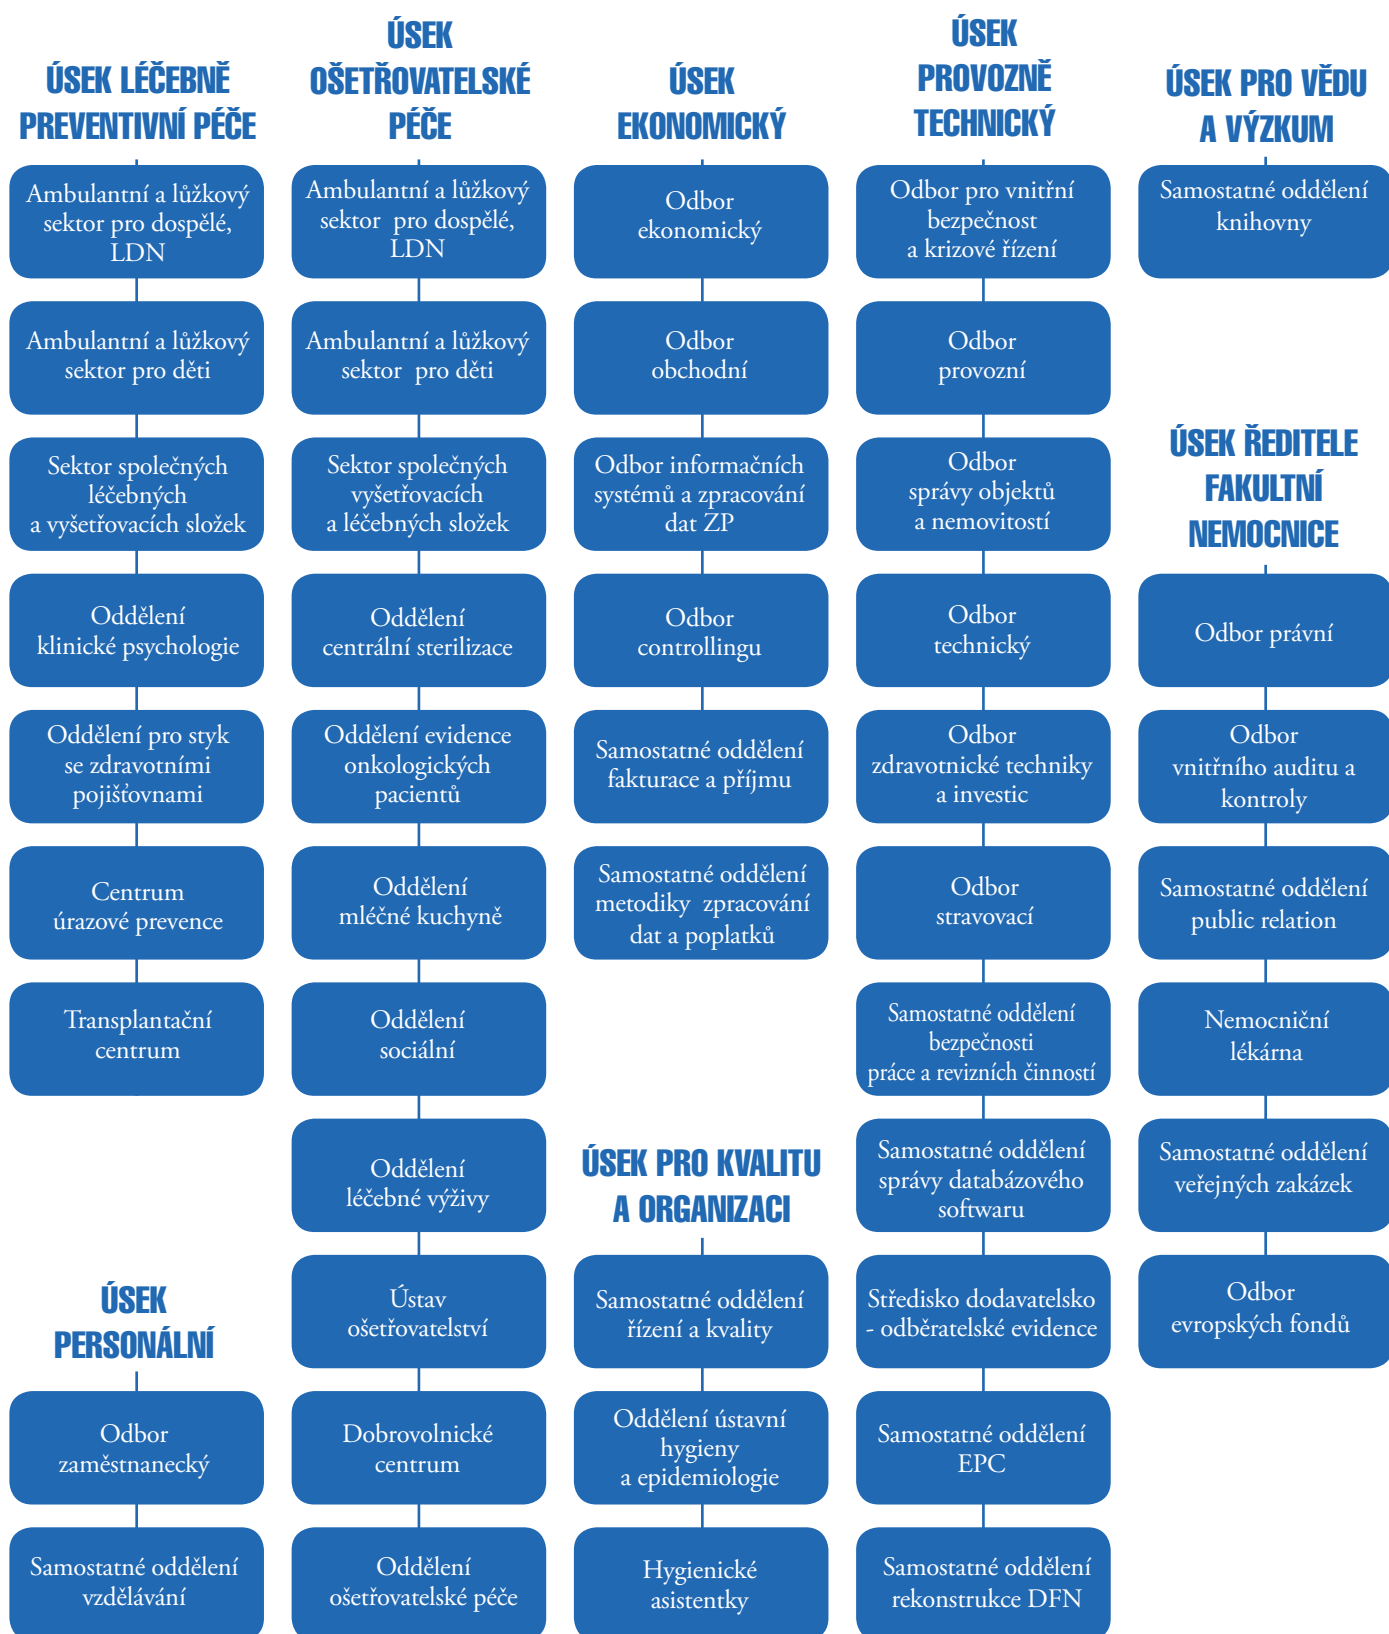 ÚSEK LÉČEBNĚ
PREVENTIVNÍ PÉČE
Ambulantní a lůžkový
sektor pro dospělé,
LDN
Ambulantní a lůžkový
sektor pro děti
Sektor společných
léčebných
a vyšetřovacích složek
Oddělení
klinické psychologie
Oddělení pro styk
se zdravotními
pojišťovnami
Centrum
úrazové prevence
Transplantační
centrum
ÚSEK
PERSONÁLNÍ
Odbor
zaměstnanecký
Samostatné oddělení
vzdělávání
ÚSEK
OŠETŘOVATELSKÉ
PÉČE
Ambulantní a lůžkový
sektor pro dospělé,
LDN
Ambulantní a lůžkový
sektor pro děti
Sektor společných
vyšetřovacích
a léčebných složek
Oddělení
centrální sterilizace
Oddělení evidence
onkologických
pacientů
Oddělení
mléčné kuchyně
Oddělení
sociální
Oddělení
léčebné výživy
Ústav
ošetřovatelství
Dobrovolnické
centrum
Oddělení
ošetřovatelské péče
ÚSEK
EKONOMICKÝ
Odbor
ekonomický
Odbor
obchodní
Odbor informačních
systémů a zpracování
dat ZP
Odbor
controllingu
Samostatné oddělení
fakturace a příjmu
Samostatné oddělení
metodiky zpracování
dat a poplatků
ÚSEK PRO KVALITU
A ORGANIZACI
Samostatné oddělení
řízení a kvality
Oddělení ústavní
hygieny
a epidemiologie
Hygienické
asistentky
ÚSEK
PROVOZNĚ
TECHNICKÝ
Odbor pro vnitřní
bezpečnost
a krizové řízení
Odbor
provozní
Odbor
správy objektů
a nemovitostí
Odbor
technický
Odbor
zdravotnické techniky
a investic
Odbor
stravovací
Samostatné oddělení
bezpečnosti
práce a revizních činností
Samostatné oddělení
správy databázového
softwaru
Středisko dodavatelsko
- odběratelské evidence
Samostatné oddělení
EPC
Samostatné oddělení
rekonstrukce DFN
ÚSEK PRO VĚDU
A VÝZKUM
Samostatné oddělení
knihovny
ÚSEK ŘEDITELE
FAKULTNÍ
NEMOCNICE
Odbor právní
Odbor
vnitřního auditu a
kontroly
Samostatné oddělení
public relation
Nemocniční
lékárna
Samostatné oddělení
veřejných zakázek
Odbor
evropských fondů